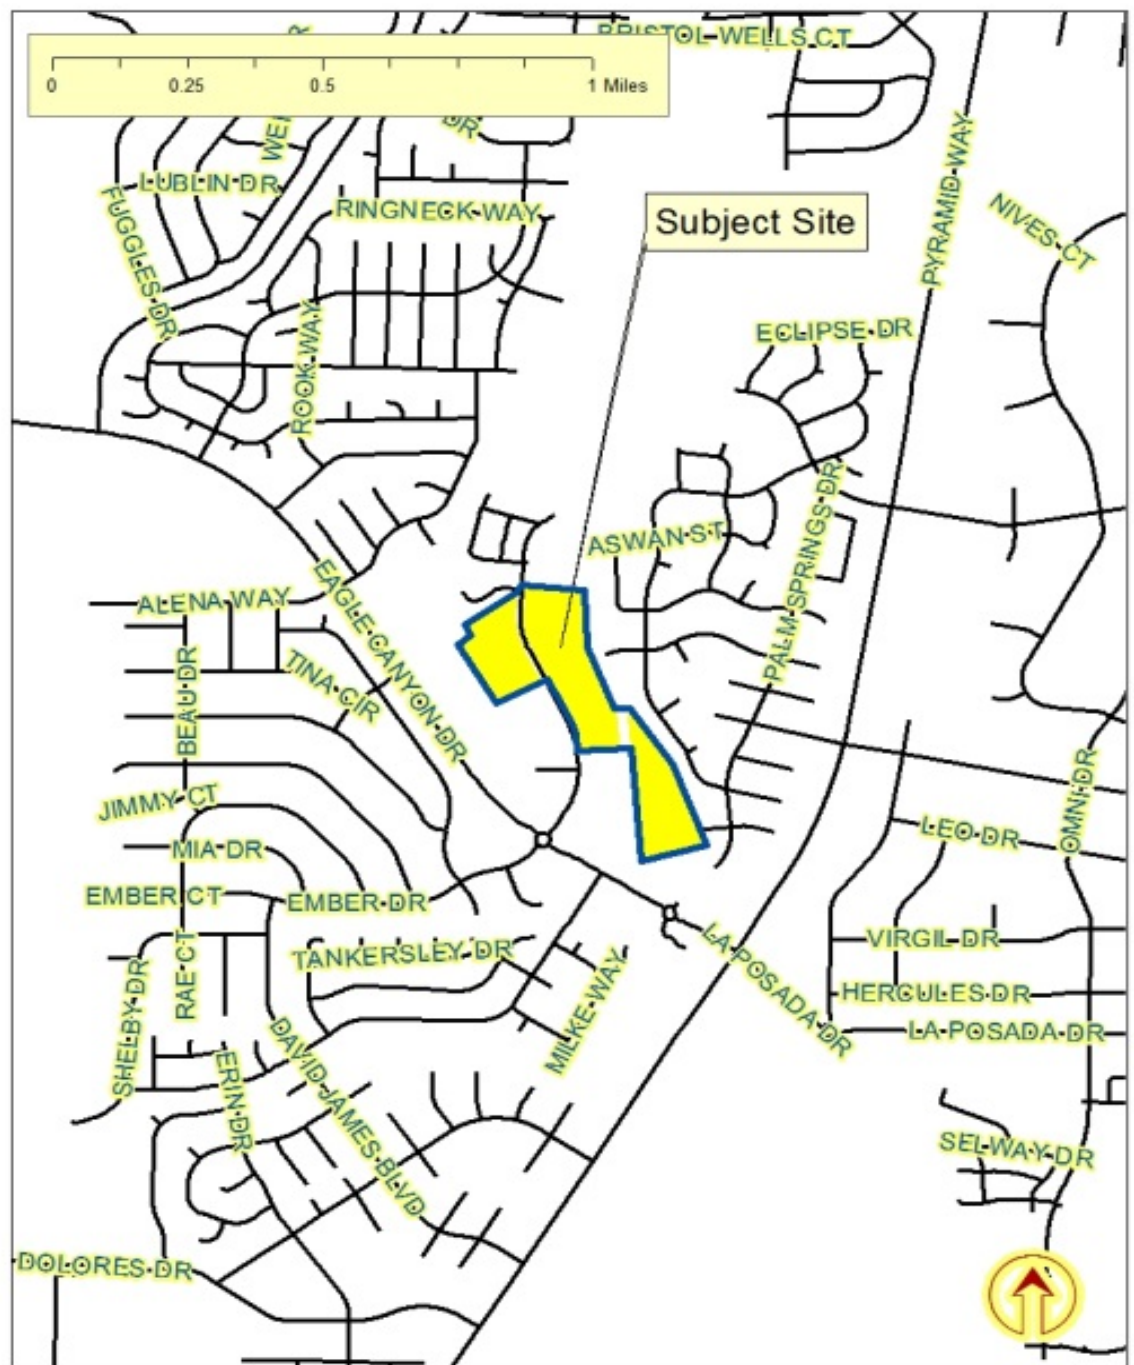 BRISTOL WELLS CT
0 0.25 0.5 1 Miles
DR
LUBLIN DR
FUGGLES DR
RINGNECK WAY
Subject Site
PYRAMID WAY
NIVES CT
ECLIPSE DR
ROOK WAY
ASWAN ST
PALM SPRINGS DR
EAGLE CANYON DR
ALENA WAY
BEAU DR
TINA CIR
JIMMY CT
MIA DR
EMBER CT
EMBER DR
OMNI DR
LEO DR
TANKERSLEY DR
RAE CT
SHELBY DR
LA POSADA DR
VIRGIL DR
HERCULES DR
LA POSADA DR
MILKE WAY
DAVID JAMES BLVD
ERIN DR
SELWAY DR
DOLORES DR